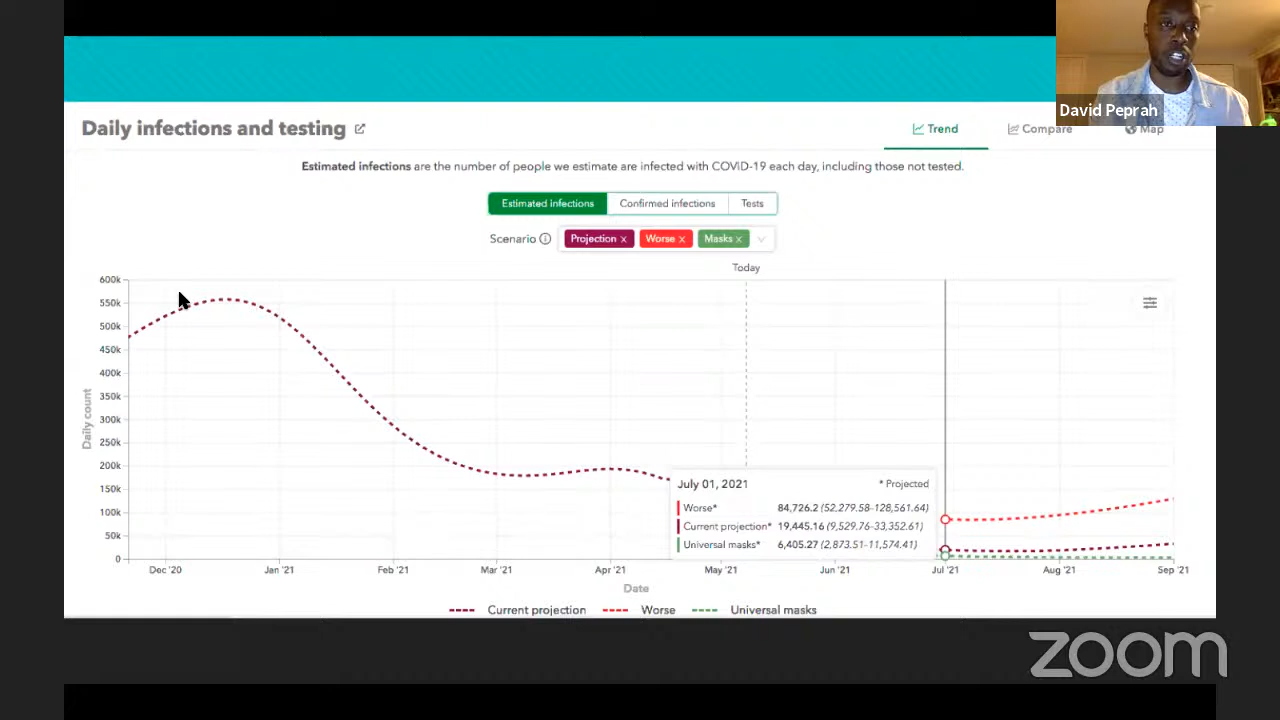 David Peprah
Daily infections and testing
Trend
Compare
Map
Estimated infections are the number of people we estimate are infected with COVID-19 each day, including those not tested.
Estimated infections
Confirmed infections
Tests
Scenario
Projection x
Worse x
Masks x
Today
600k
550k
500k
450k
400k
350k
300k
250k
200k
150k
100k
50k
0
Daily count
July 01, 2021
* Projected
Worse* 84,726.2 (52,279.58-128,561.64)
Current projection* 19,445.16 (9,529.76-33,352.61)
Universal masks* 6,405.27 (2,873.51-11,574.41)
Dec '20 Jan '21 Feb '21 Mar '21 Apr '21 May '21 Jun '21 Jul '21 Aug '21 Sep '21
Date
Current projection Worse Universal masks
zoom